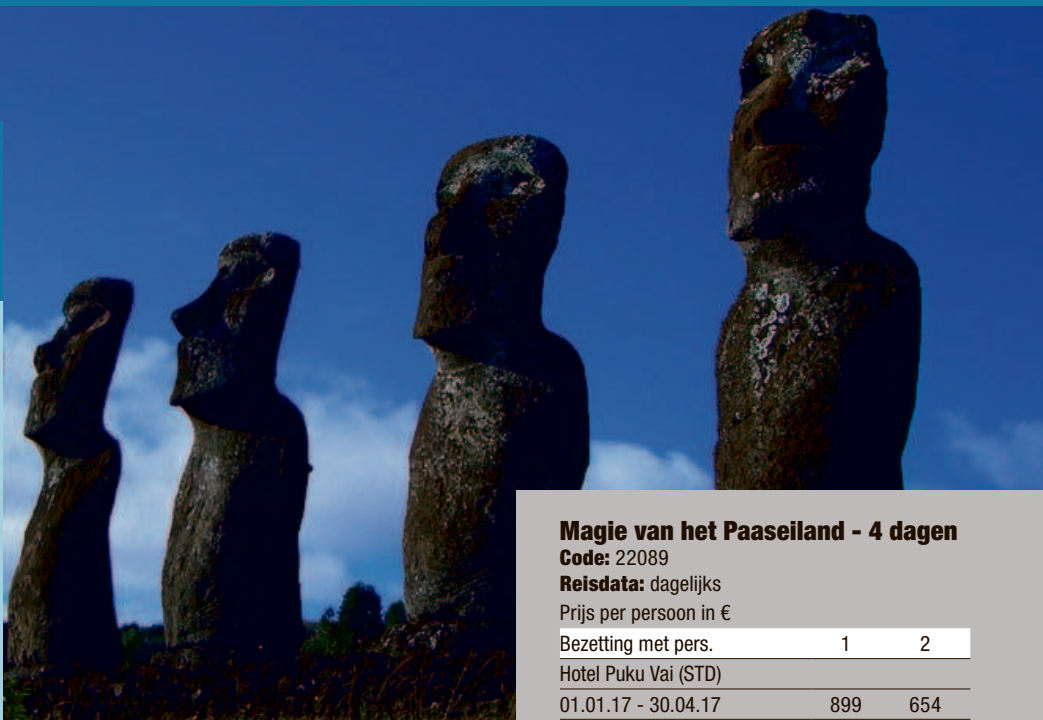 Magie van het Paaseiland - 4 dagen
Code: 22089
Reisdata: dagelijks
Prijs per persoon in €
Bezetting met pers. 1 2
Hotel Puku Vai (STD)
01.01.17 - 30.04.17 899 654